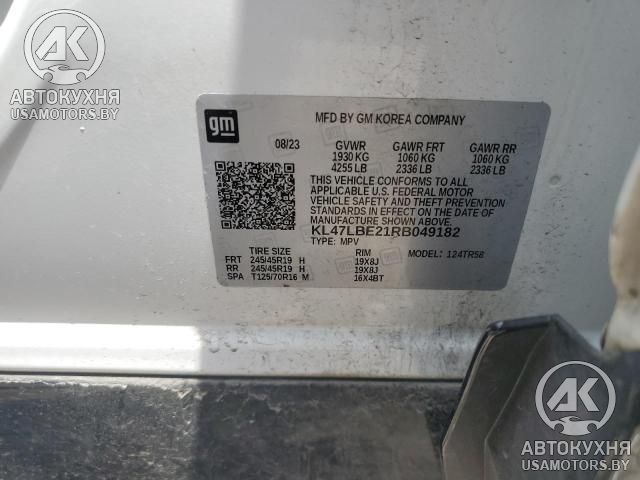 AK
АВТОКУХНЯ
USAMOTORS.BY
gm
MFD BY GM KOREA COMPANY
08/23 GVWR GAWR FRT GAWR RR
1930 KG 1060 KG 1060 KG
4255 LB 2336 LB 2336 LB
THIS VEHICLE CONFORMS TO ALL
APPLICABLE U.S. FEDERAL MOTOR
VEHICLE SAFETY AND THEFT PREVENTION
STANDARDS IN EFFECT ON THE DATE OF
MANUFACTURE SHOWN ABOVE.
KL47LBE21RB049182
TYPE: MPV MODEL: 124TR58
TIRE SIZE RIM
FRT 245/45R19 H 19X8J
RR 245/45R19 H 19X8J
SPA T125/70R16 M 16X4BT
AK
АВТОКУХНЯ
USAMOTORS.BY